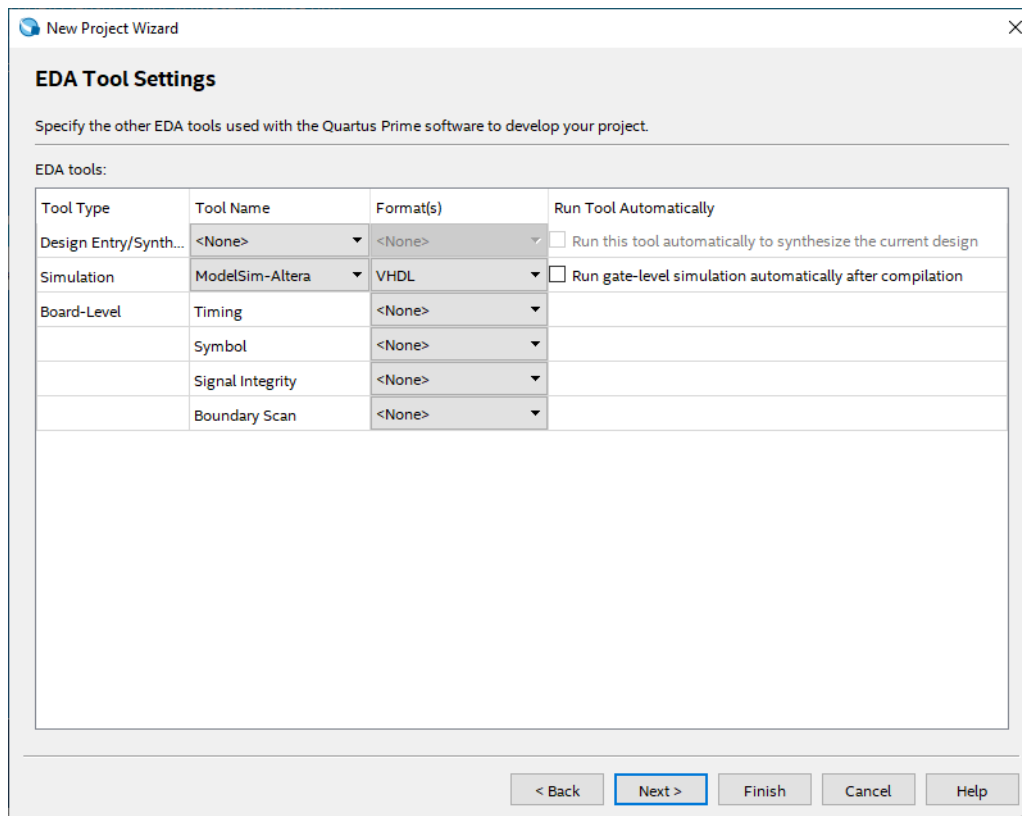 New Project Wizard
EDA Tool Settings
Specify the other EDA tools used with the Quartus Prime software to develop your project.
EDA tools:
Tool Type Tool Name Format(s) Run Tool Automatically
Design Entry/Synth... <None> <None> Run this tool automatically to synthesize the current design
Simulation ModelSim-Altera VHDL Run gate-level simulation automatically after compilation
Board-Level Timing <None>
Symbol <None>
Signal Integrity <None>
Boundary Scan <None>
< Back Next > Finish Cancel Help